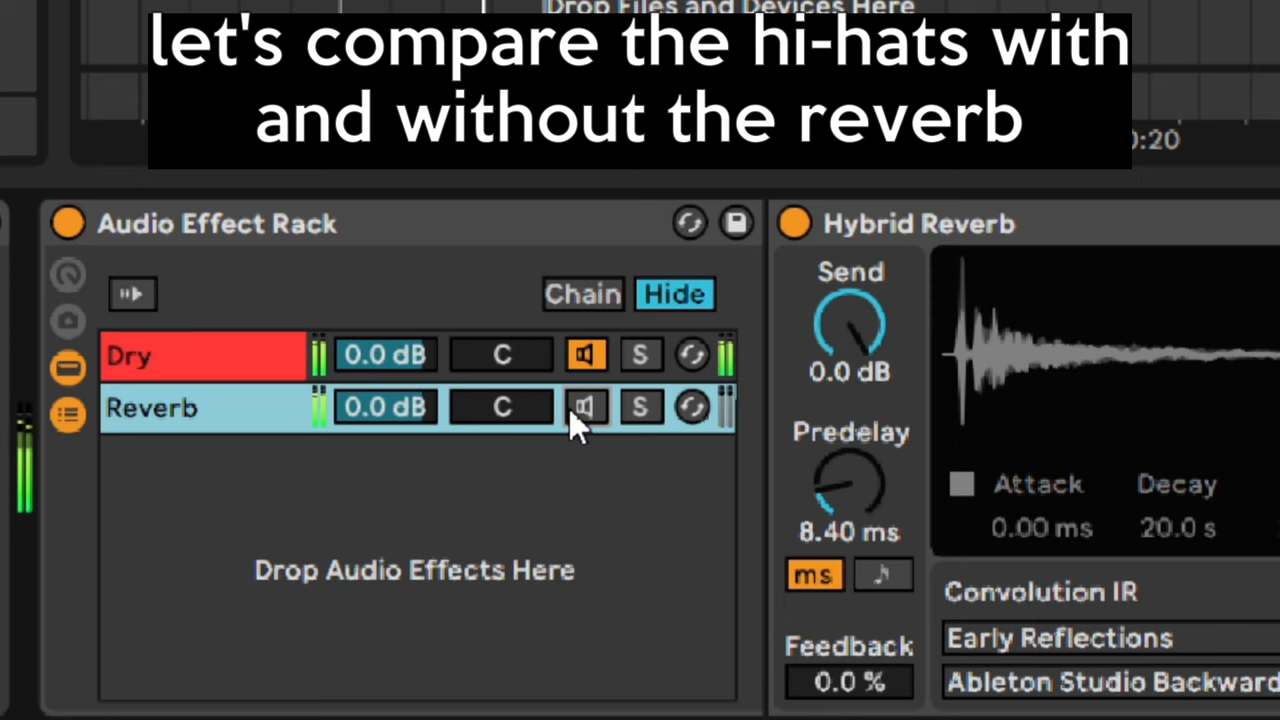 Drop Files and Devices Here
let's compare the hi-hats with
and without the reverb
0:20
Audio Effect Rack
Hybrid Reverb
Chain Hide
Send
0.0 dB
Dry 0.0 dB C S
Reverb 0.0 dB C S
Predelay
8.40 ms
ms
Attack Decay
0.00 ms 20.0 s
Drop Audio Effects Here
Convolution IR
Feedback
0.0 %
Early Reflections
Ableton Studio Backward